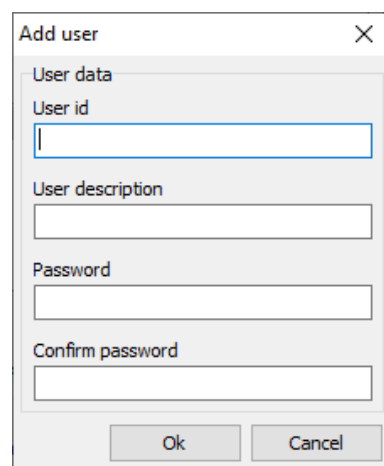 Add user
User data
User id
User description
Password
Confirm password
Ok Cancel